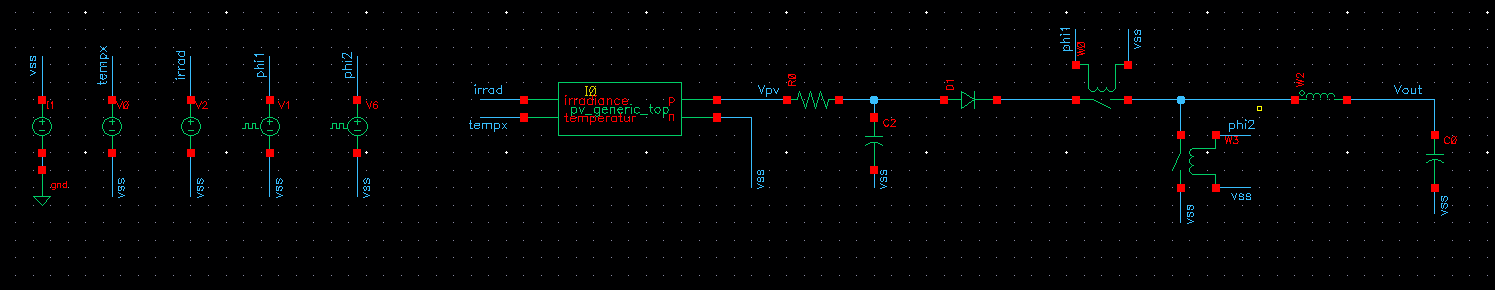 vss
tempx
irrad
phi1
phi2
V0
V2
V1
V6
gnd
vss
vss
vss
vss
irrad
tempx
I0
irradiance
p
pv_generic_top
temperatur
n
vss
Vpv
R0
C2
vss
D1
phi1
W0
vss
phi2
W3
vss
vss
W2
Vout
C0
vss